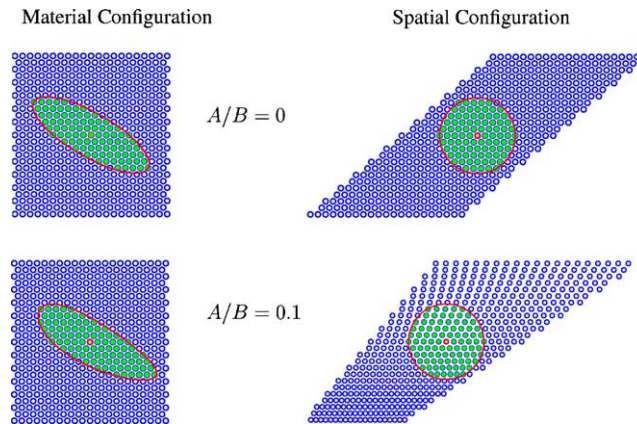 Material Configuration Spatial Configuration
A/B = 0
A/B = 0.1